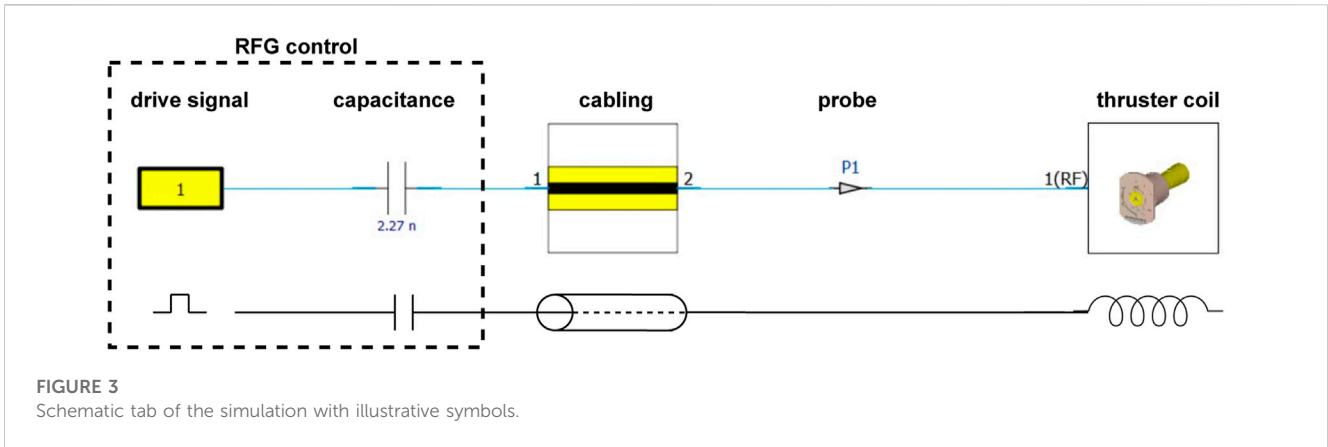 RFG control
drive signal capacitance cabling probe thruster coil
1 2.27 n 1 2 P1 1(RF)
FIGURE 3
Schematic tab of the simulation with illustrative symbols.